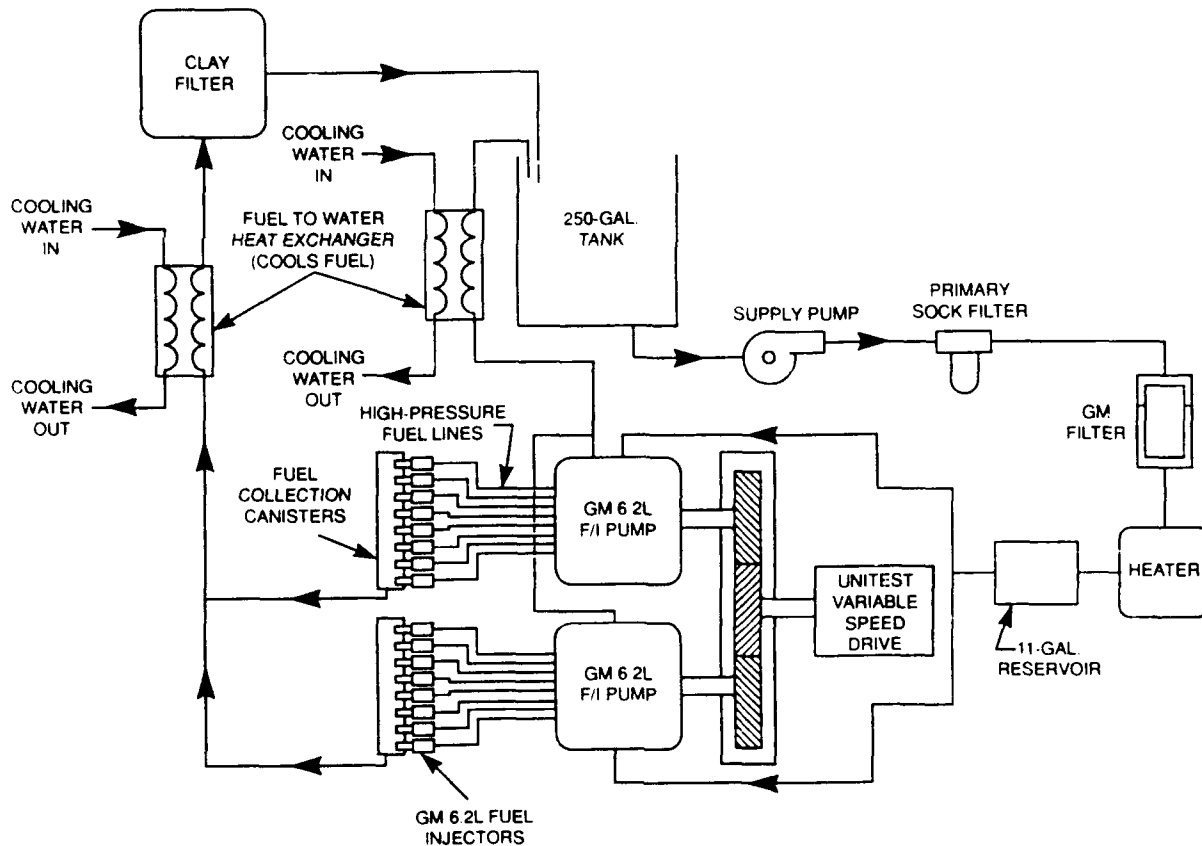 CLAY
FILTER
COOLING
WATER
IN
COOLING
WATER
IN
FUEL TO WATER
HEAT EXCHANGER
(COOLS FUEL)
250-GAL.
TANK
SUPPLY PUMP
PRIMARY
SOCK FILTER
COOLING
WATER
OUT
COOLING
WATER
OUT
GM
FILTER
HIGH-PRESSURE
FUEL LINES
FUEL
COLLECTION
CANISTERS
GM 6.2L
F/I PUMP
UNITEST
VARIABLE
SPEED
DRIVE
HEATER
11-GAL.
RESERVOIR
GM 6.2L
F/I PUMP
GM 6.2L FUEL
INJECTORS